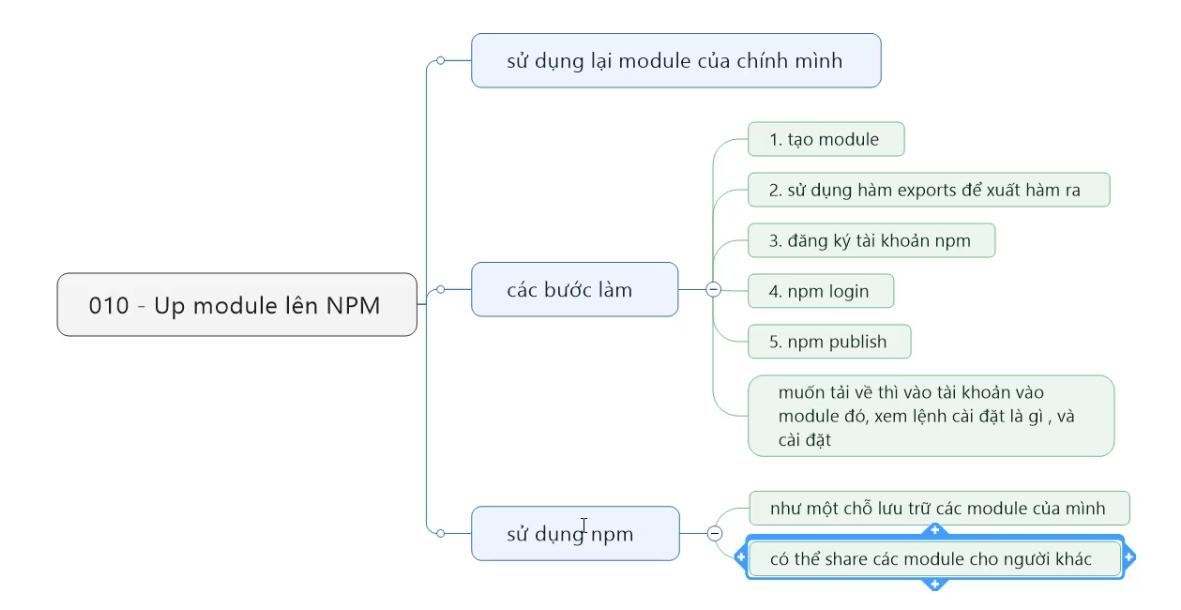 010 - Up module lên NPM
sử dụng lại module của chính mình
các bước làm
1. tạo module
2. sử dụng hàm exports để xuất hàm ra
3. đăng ký tài khoản npm
4. npm login
5. npm publish
muốn tải về thì vào tài khoản vào
module đó, xem lệnh cài đặt là gì , và
cài đặt
sử dụng npm
như một chỗ lưu trữ các module của mình
có thể share các module cho người khác